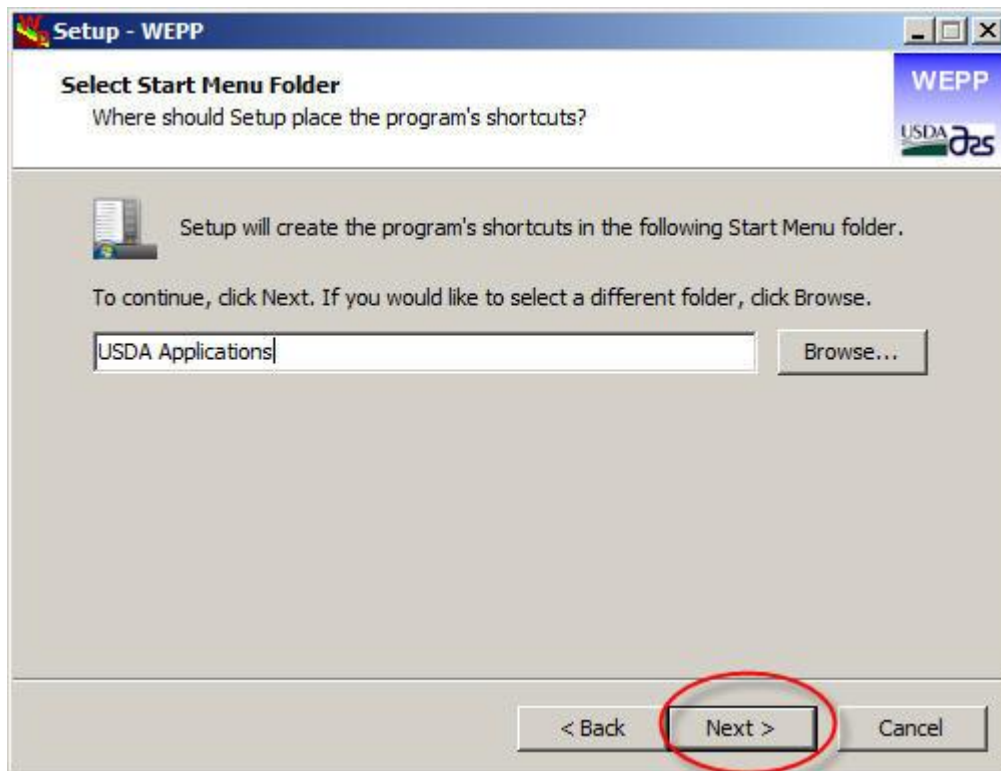 Setup - WEPP
Select Start Menu Folder
Where should Setup place the program's shortcuts?
WEPP
USDA
Setup will create the program's shortcuts in the following Start Menu folder.
To continue, click Next. If you would like to select a different folder, click Browse.
USDA Applications
Browse...
< Back
Next >
Cancel